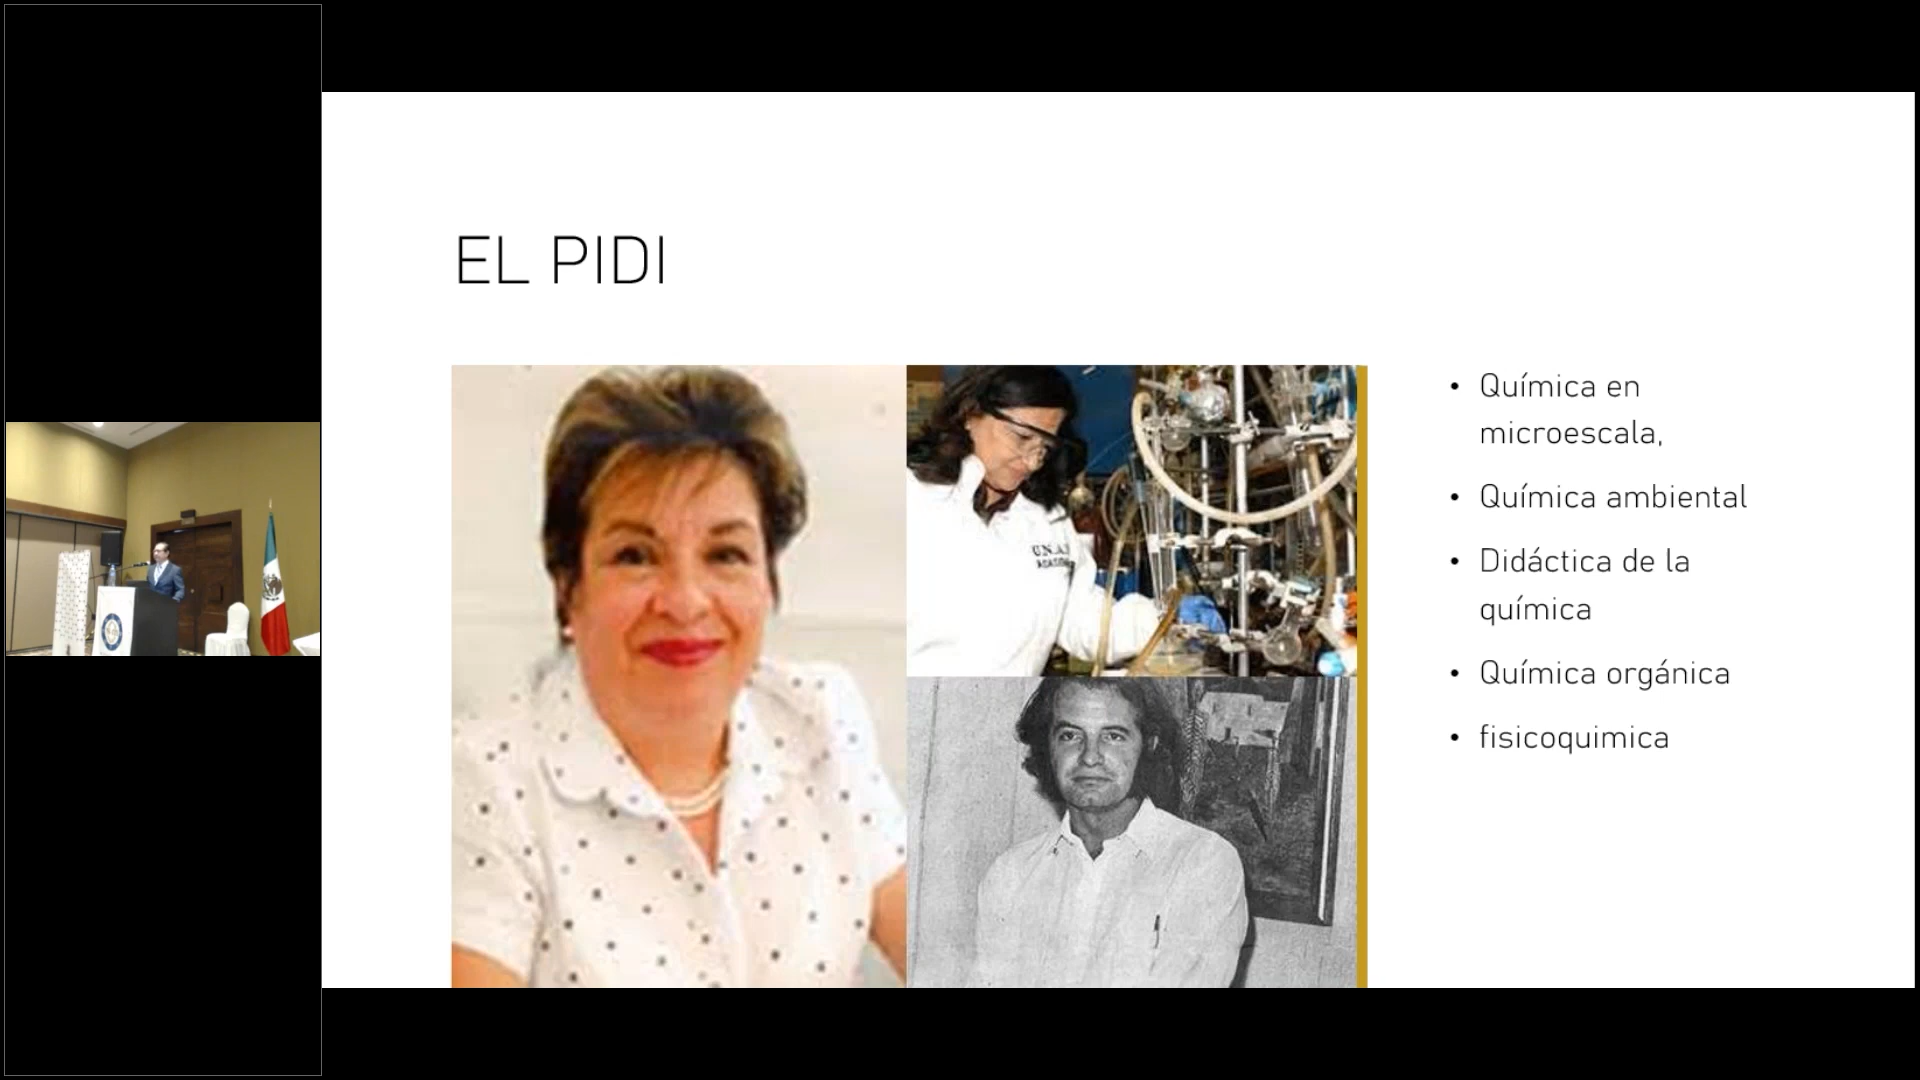 EL PIDI
• Química en
microescala,
• Química ambiental
• Didáctica de la
química
• Química orgánica
• fisicoquimica